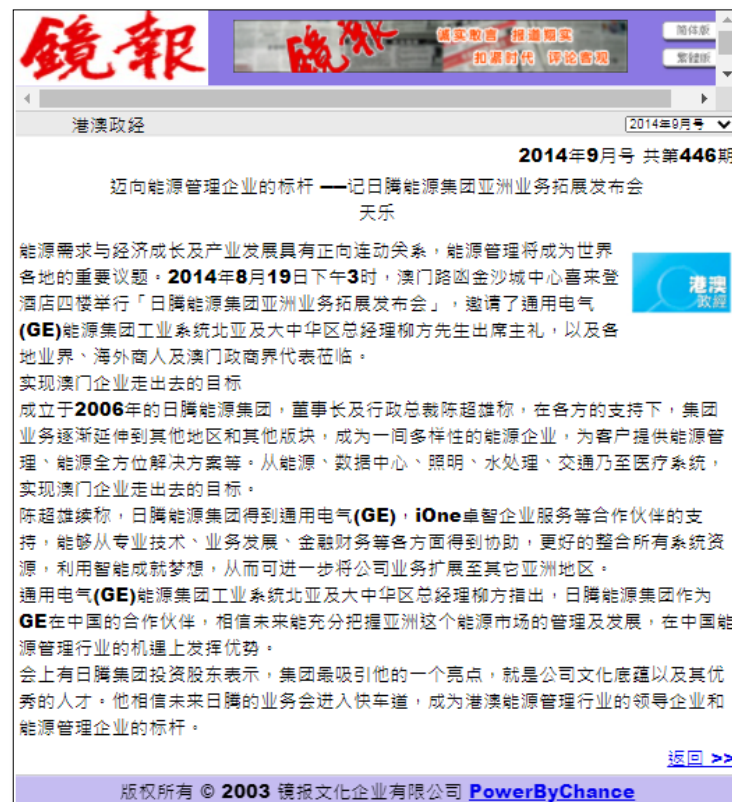 鏡報
鏡報
诚实敢言 报道翔实
扣紧时代 评论客观
简体版
繁體版
港澳政经
2014年9月号
2014年9月号 共第446期
迈向能源管理企业的标杆 ──记日腾能源集团亚洲业务拓展发布会
天乐
能源需求与经济成长及产业发展具有正向连动关系，能源管理将成为世界
各地的重要议题。2014年8月19日下午3时，澳门路氹金沙城中心喜来登
酒店四楼举行「日腾能源集团亚洲业务拓展发布会」，邀请了通用电气
(GE)能源集团工业系统北亚及大中华区总经理柳方先生出席主礼，以及各
地业界、海外商人及澳门政商界代表莅临。
港澳
政經
实现澳门企业走出去的目标
成立于2006年的日腾能源集团，董事长及行政总裁陈超雄称，在各方的支持下，集团
业务逐渐延伸到其他地区和其他版块，成为一间多样性的能源企业，为客户提供能源管
理、能源全方位解决方案等。从能源、数据中心、照明、水处理、交通乃至医疗系统，
实现澳门企业走出去的目标。
陈超雄续称，日腾能源集团得到通用电气(GE)，iOne卓智企业服务等合作伙伴的支
持，能够从专业技术、业务发展、金融财务等各方面得到协助，更好的整合所有系统资
源，利用智能成就梦想，从而可进一步将公司业务扩展至其它亚洲地区。
通用电气(GE)能源集团工业系统北亚及大中华区总经理柳方指出，日腾能源集团作为
GE在中国的合作伙伴，相信未来能充分把握亚洲这个能源市场的管理及发展，在中国能
源管理行业的机遇上发挥优势。
会上有日腾集团投资股东表示，集团最吸引他的一个亮点，就是公司文化底蕴以及其优
秀的人才。他相信未来日腾的业务会进入快车道，成为港澳能源管理行业的领导企业和
能源管理企业的标杆。
返回 >>
版权所有 © 2003 镜报文化企业有限公司 PowerByChance